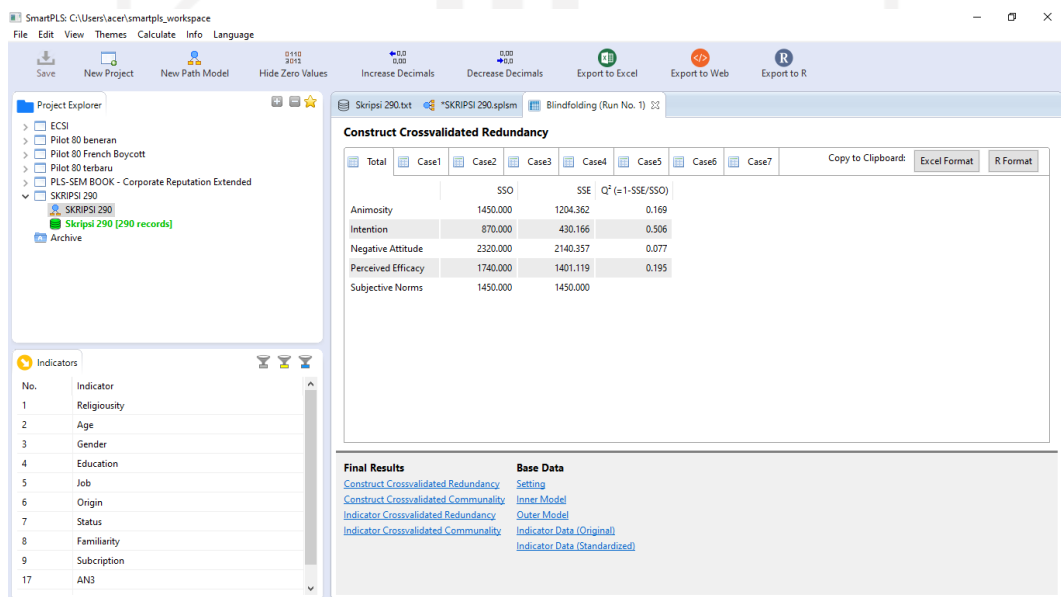 SmartPLS: C:\Users\acer\smartpls_workspace
File Edit View Themes Calculate Info Language
Save New Project New Path Model Hide Zero Values Increase Decimals Decrease Decimals Export to Excel Export to Web Export to R
Project Explorer
ECSI
Pilot 80 beneran
Pilot 80 French Boycott
Pilot 80 terbaru
PLS-SEM BOOK - Corporate Reputation Extended
SKRIPSI 290
SKRIPSI 290
Skripsi 290 [290 records]
Archive
Indicators
No. Indicator
1 Religiousity
2 Age
3 Gender
4 Education
5 Job
6 Origin
7 Status
8 Familiarity
9 Subcription
17 AN3
Skripsi 290.txt *SKRIPSI 290.splsm Blindfolding (Run No. 1)
Construct Crossvalidated Redundancy
Total Case1 Case2 Case3 Case4 Case5 Case6 Case7 Copy to Clipboard: Excel Format R Format
SSO SSE Q² (=1-SSE/SSO)
Animosity 1450.000 1204.362 0.169
Intention 870.000 430.166 0.506
Negative Attitude 2320.000 2140.357 0.077
Perceived Efficacy 1740.000 1401.119 0.195
Subjective Norms 1450.000 1450.000
Final Results Base Data
Construct Crossvalidated Redundancy Setting
Construct Crossvalidated Communality Inner Model
Indicator Crossvalidated Redundancy Outer Model
Indicator Crossvalidated Communality Indicator Data (Original)
Indicator Data (Standardized)